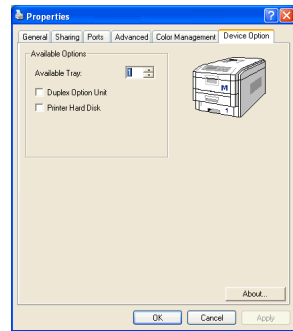 Properties
General Sharing Ports Advanced Color Management Device Option
Available Options
Available Tray: 1
Duplex Option Unit
Printer Hard Disk
M
1
About...
OK Cancel Apply